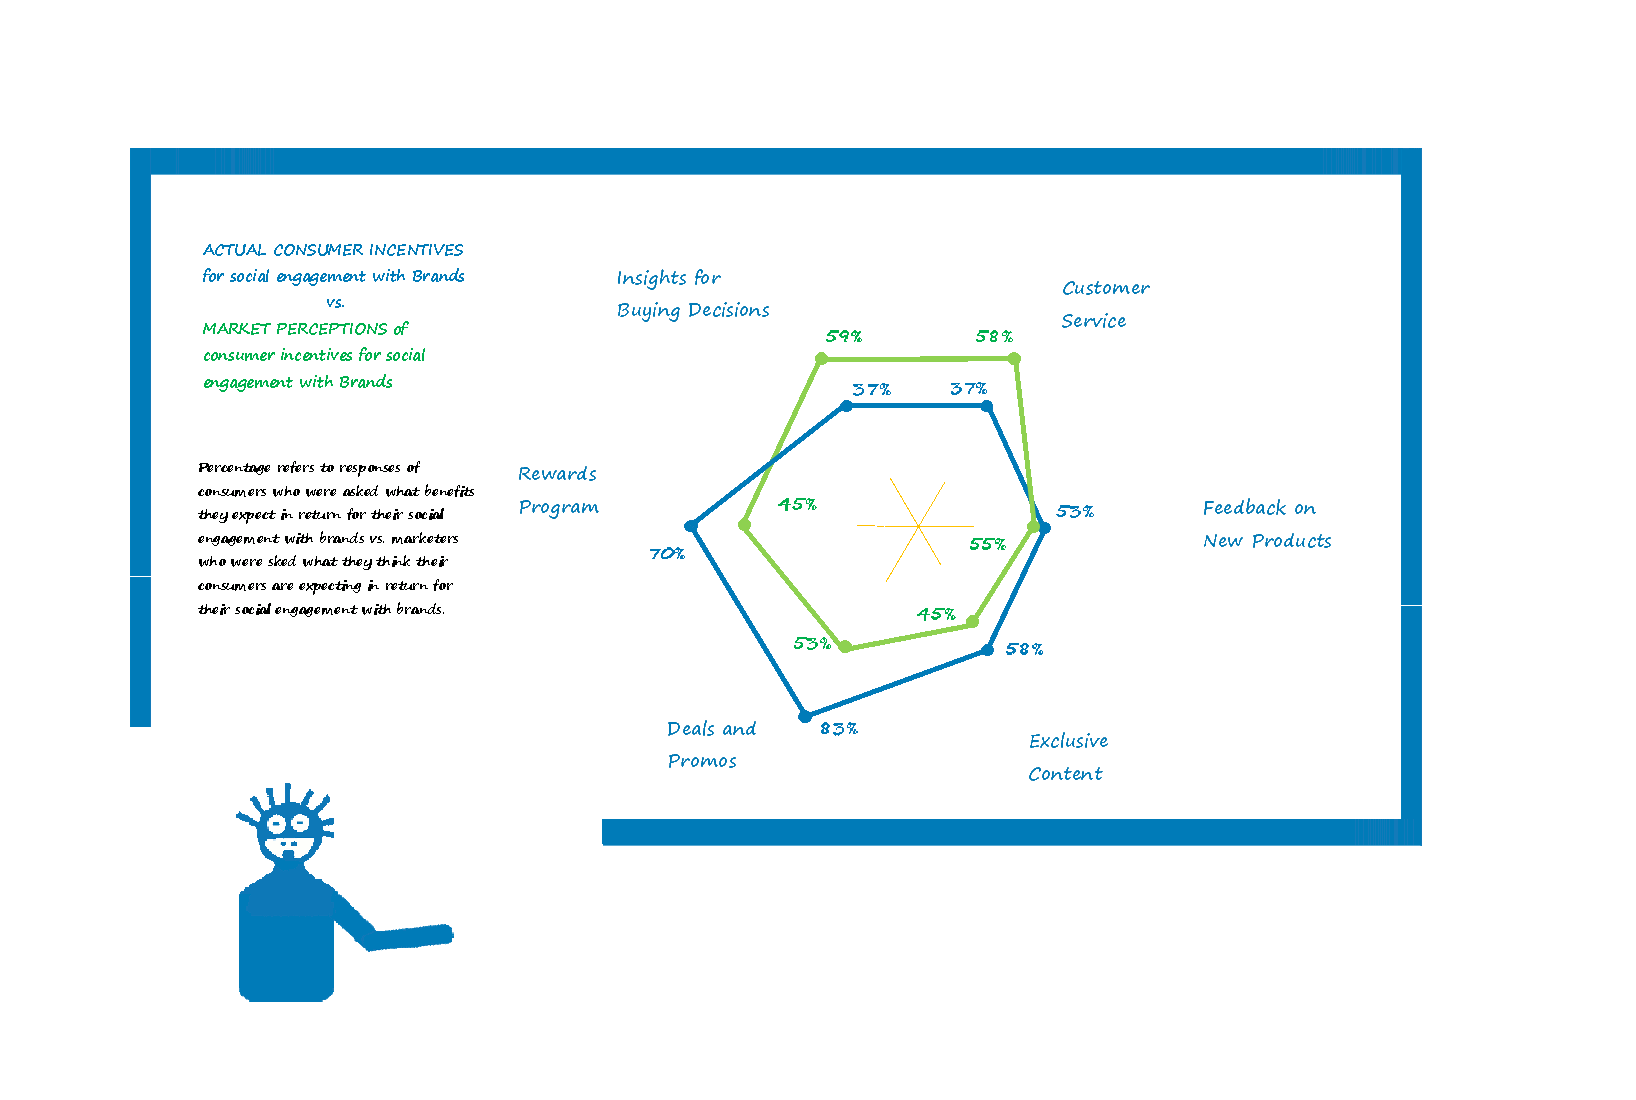 ACTUAL CONSUMER INCENTIVES
for social engagement with Brands
vs.
MARKET PERCEPTIONS of
consumer incentives for social
engagement with Brands
Percentage refers to responses of
consumers who were asked what benefits
they expect in return for their social
engagement with brands vs. marketers
who were sked what they think their
consumers are expecting in return for
their social engagement with brands.
Insights for
Buying Decisions
Customer
Service
59%
58%
37%
37%
Rewards
Program
45%
53%
Feedback on
New Products
70%
55%
45%
53%
58%
Deals and
Promos
83%
Exclusive
Content